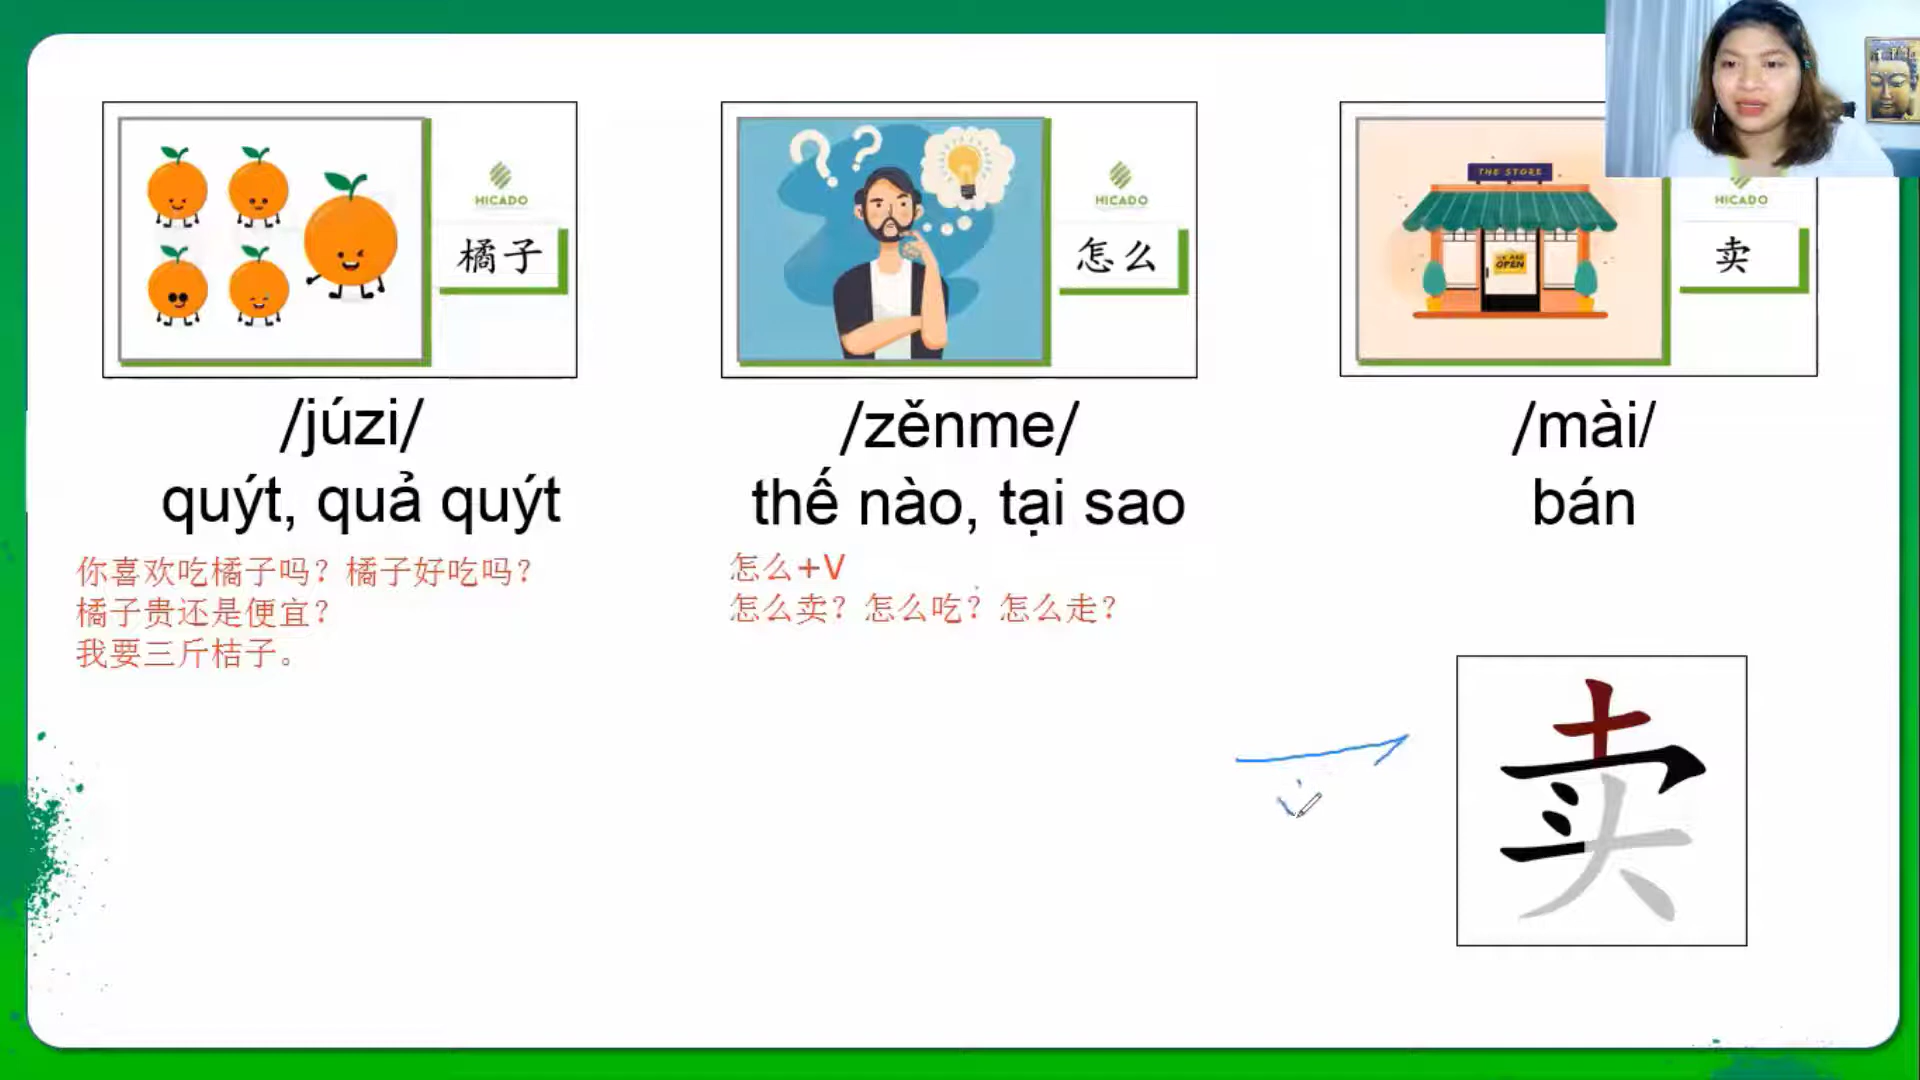 HICADO
橘子
/júzi/
quýt, quả quýt
你喜欢吃橘子吗？橘子好吃吗？
橘子贵还是便宜？
我要三斤桔子。
HICADO
怎么
/zěnme/
thế nào, tại sao
怎么+V
怎么卖？怎么吃？怎么走？
THE STORE
WE ARE
OPEN
HICADO
卖
/mài/
bán
卖